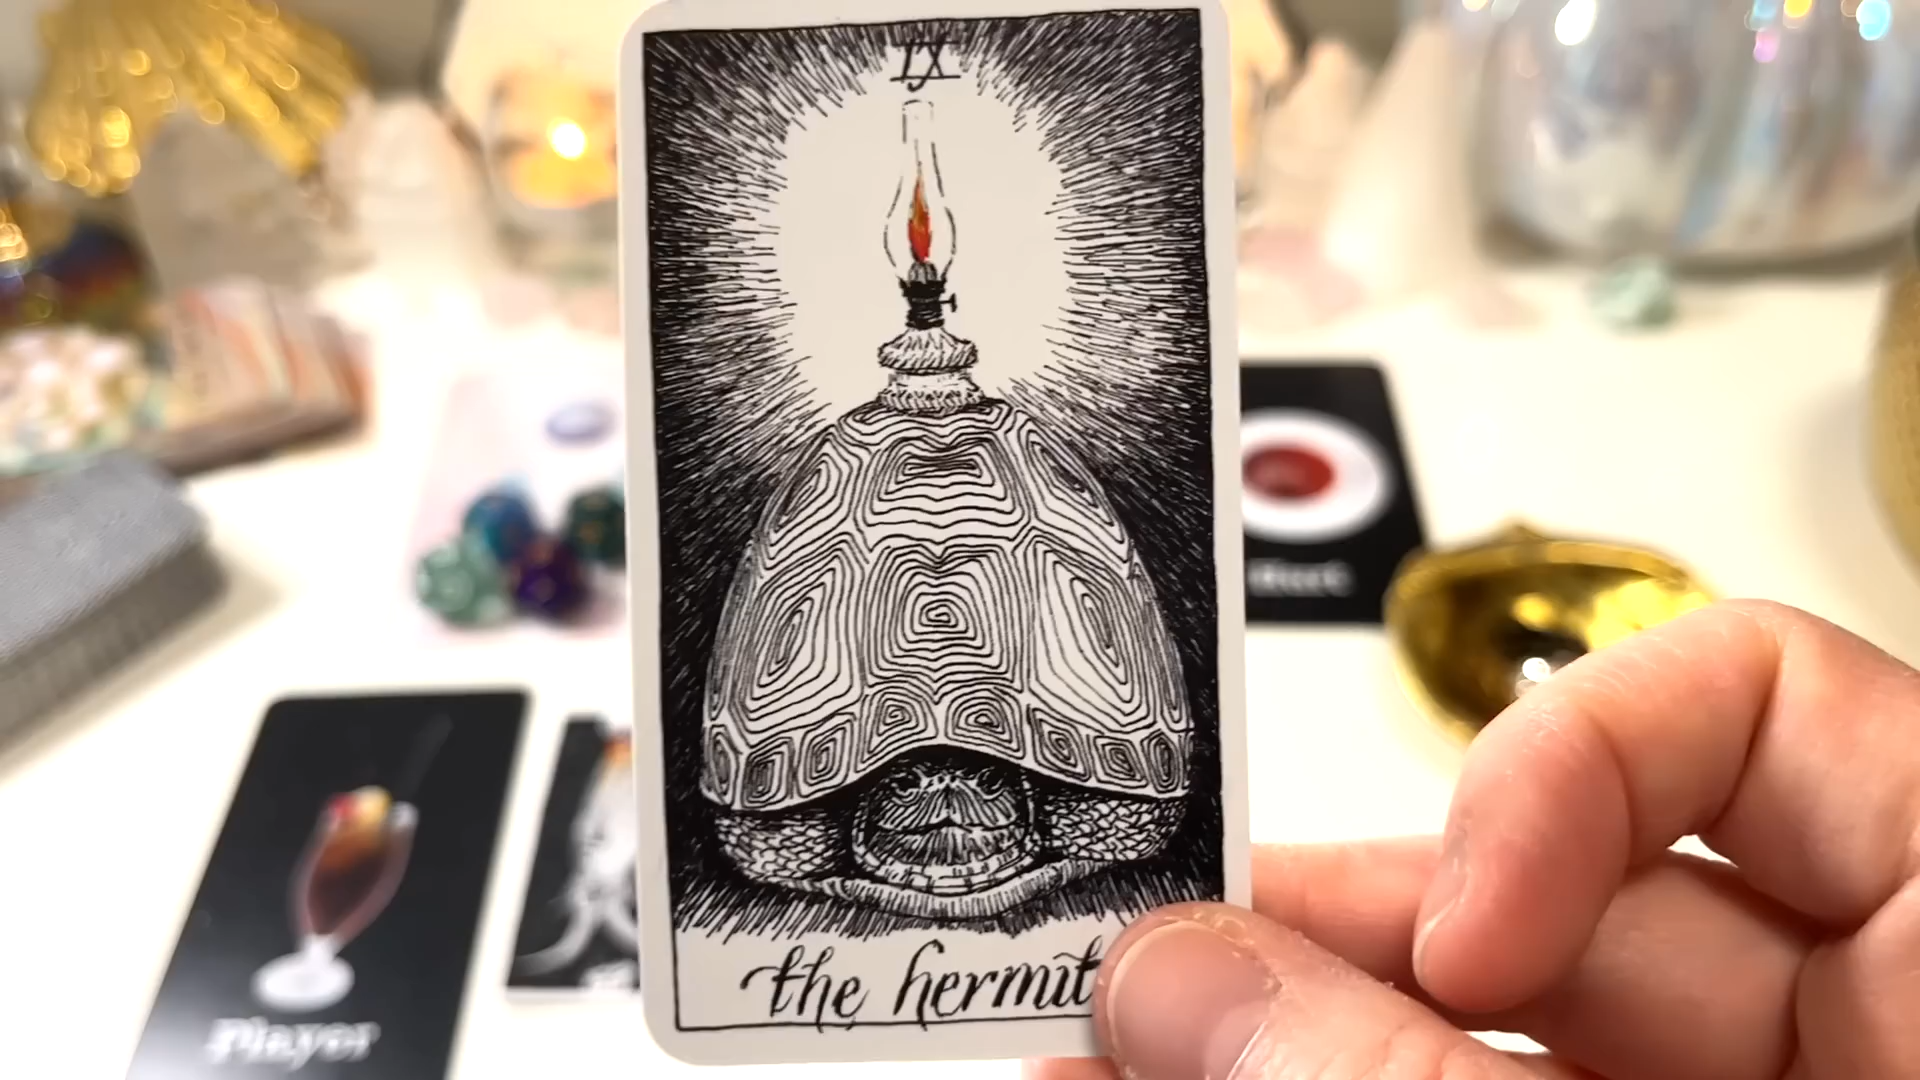 IX
the hermit
Player